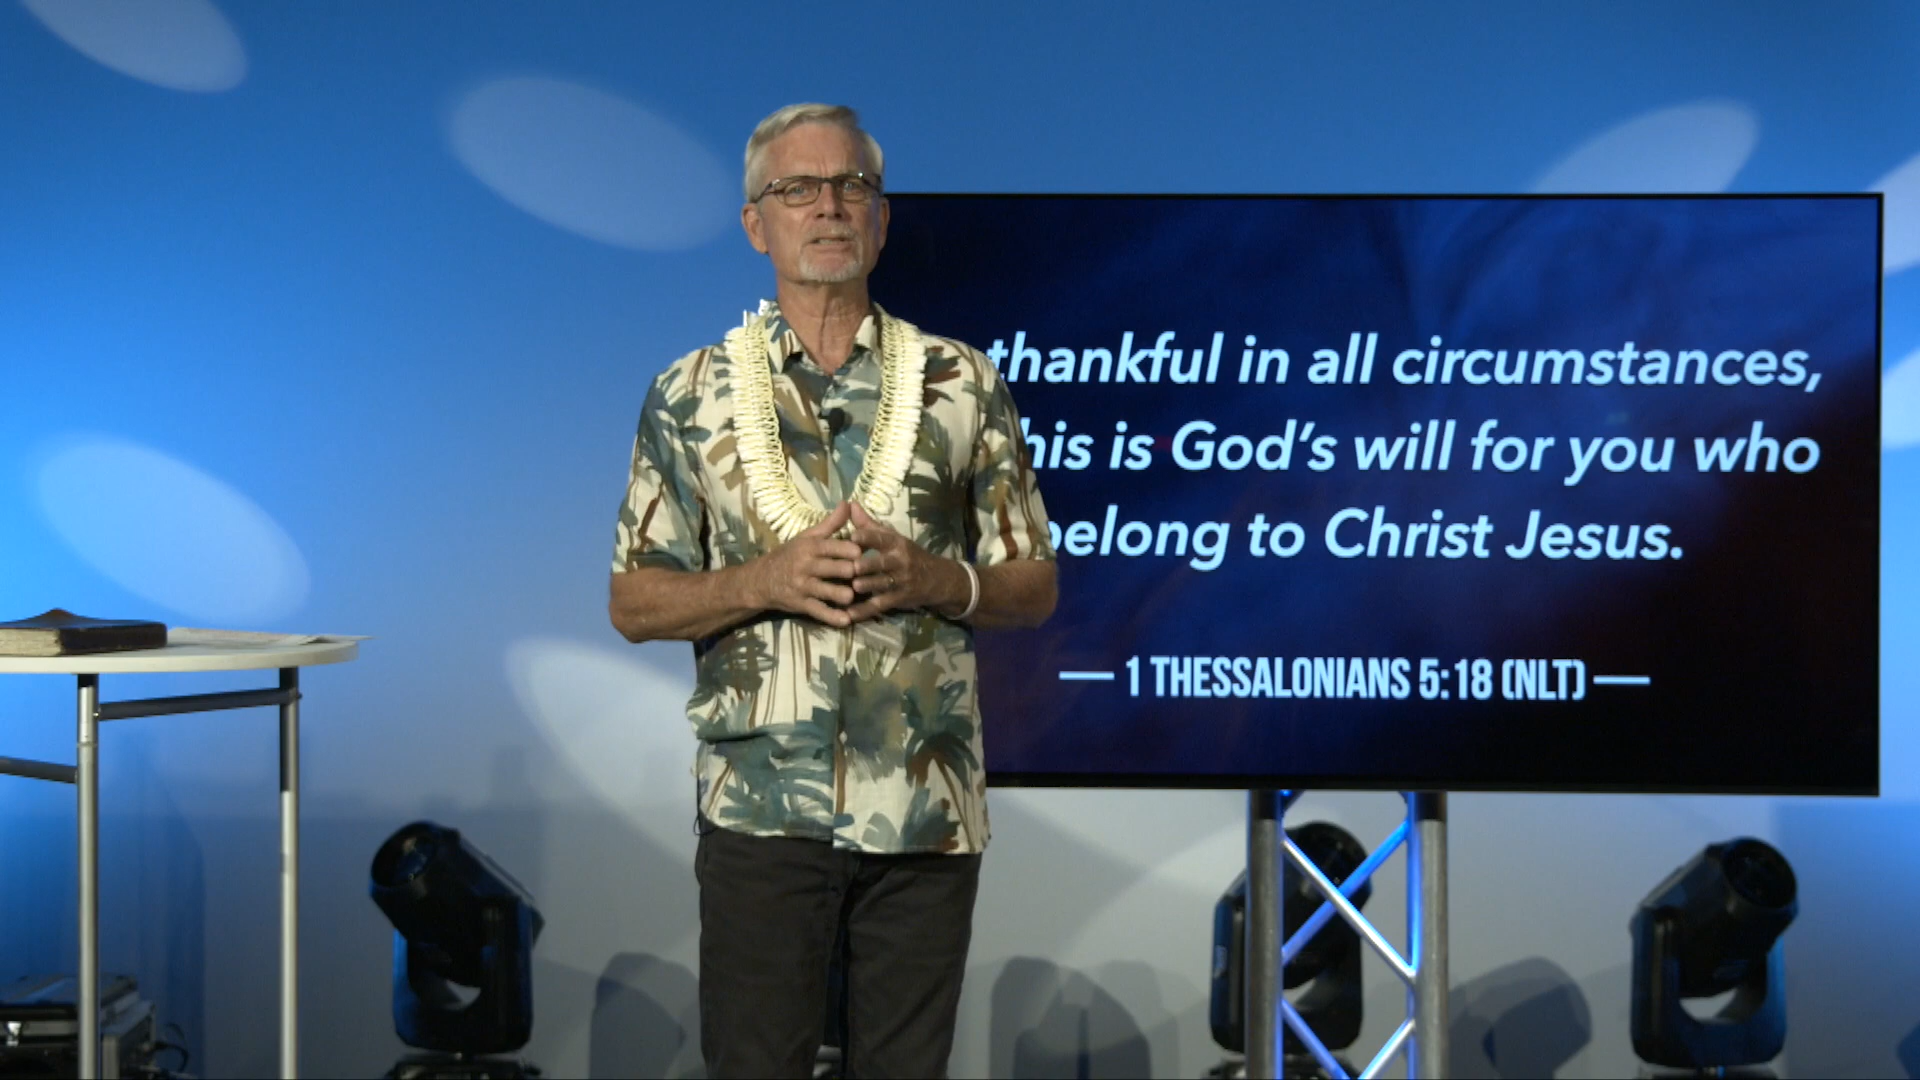 thankful in all circumstances,
his is God's will for you who
belong to Christ Jesus.
— 1 THESSALONIANS 5:18 (NLT) —